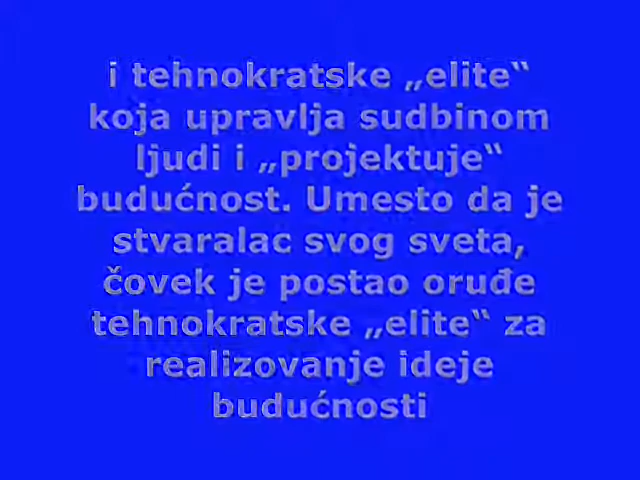 i tehnokratske „elite“
koja upravlja sudbinom
ljudi i „projektuje“
budućnost. Umesto da je
stvaralac svog sveta,
čovek je postao oruđe
tehnokratske „elite“ za
realizovanje ideje
budućnosti